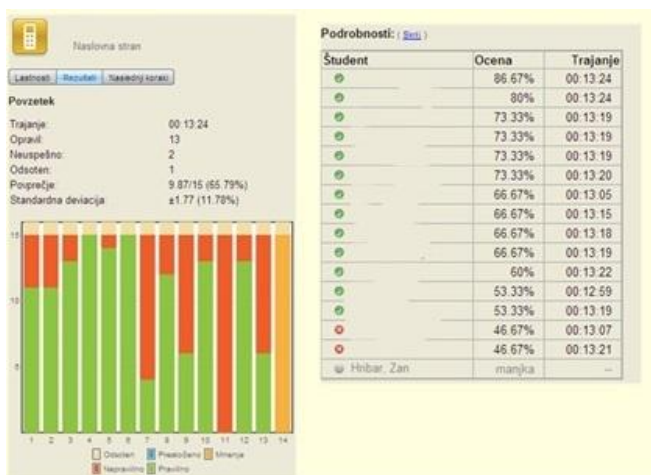 Naslovna stran
Lastnosti Rezultati Naslednji koraki
Povzetek
Trajanje: 00:13:24
Opravil: 13
Neuspešno: 2
Odsoten: 1
Povprečje: 9.87/15 (65.79%)
Standardna deviacija ±1.77 (11.78%)
15
10
5
1 2 3 4 5 6 7 8 9 10 11 12 13 14
Odsoten Preskočeno Mnenja
Nepravilno Pravilno
Podrobnosti: ( Skrij )
Študent Ocena Trajanje
86.67% 00:13:24
80% 00:13:24
73.33% 00:13:19
73.33% 00:13:19
73.33% 00:13:19
73.33% 00:13:20
66.67% 00:13:05
66.67% 00:13:15
66.67% 00:13:18
66.67% 00:13:19
60% 00:13:22
53.33% 00:12:59
53.33% 00:13:19
46.67% 00:13:07
46.67% 00:13:21
Hribar, Zan manjka --